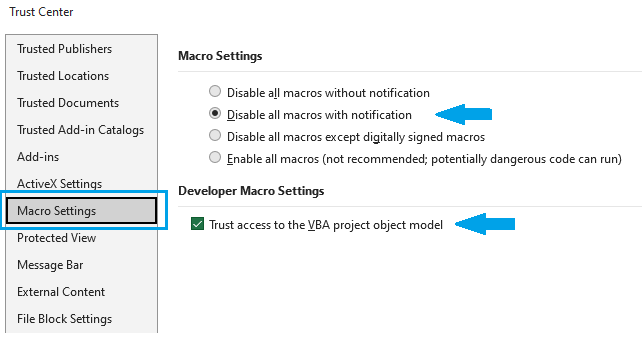 Trust Center
Trusted Publishers
Trusted Locations
Trusted Documents
Trusted Add-in Catalogs
Add-ins
ActiveX Settings
Macro Settings
Protected View
Message Bar
External Content
File Block Settings
Macro Settings
Disable all macros without notification
Disable all macros with notification
Disable all macros except digitally signed macros
Enable all macros (not recommended; potentially dangerous code can run)
Developer Macro Settings
Trust access to the VBA project object model